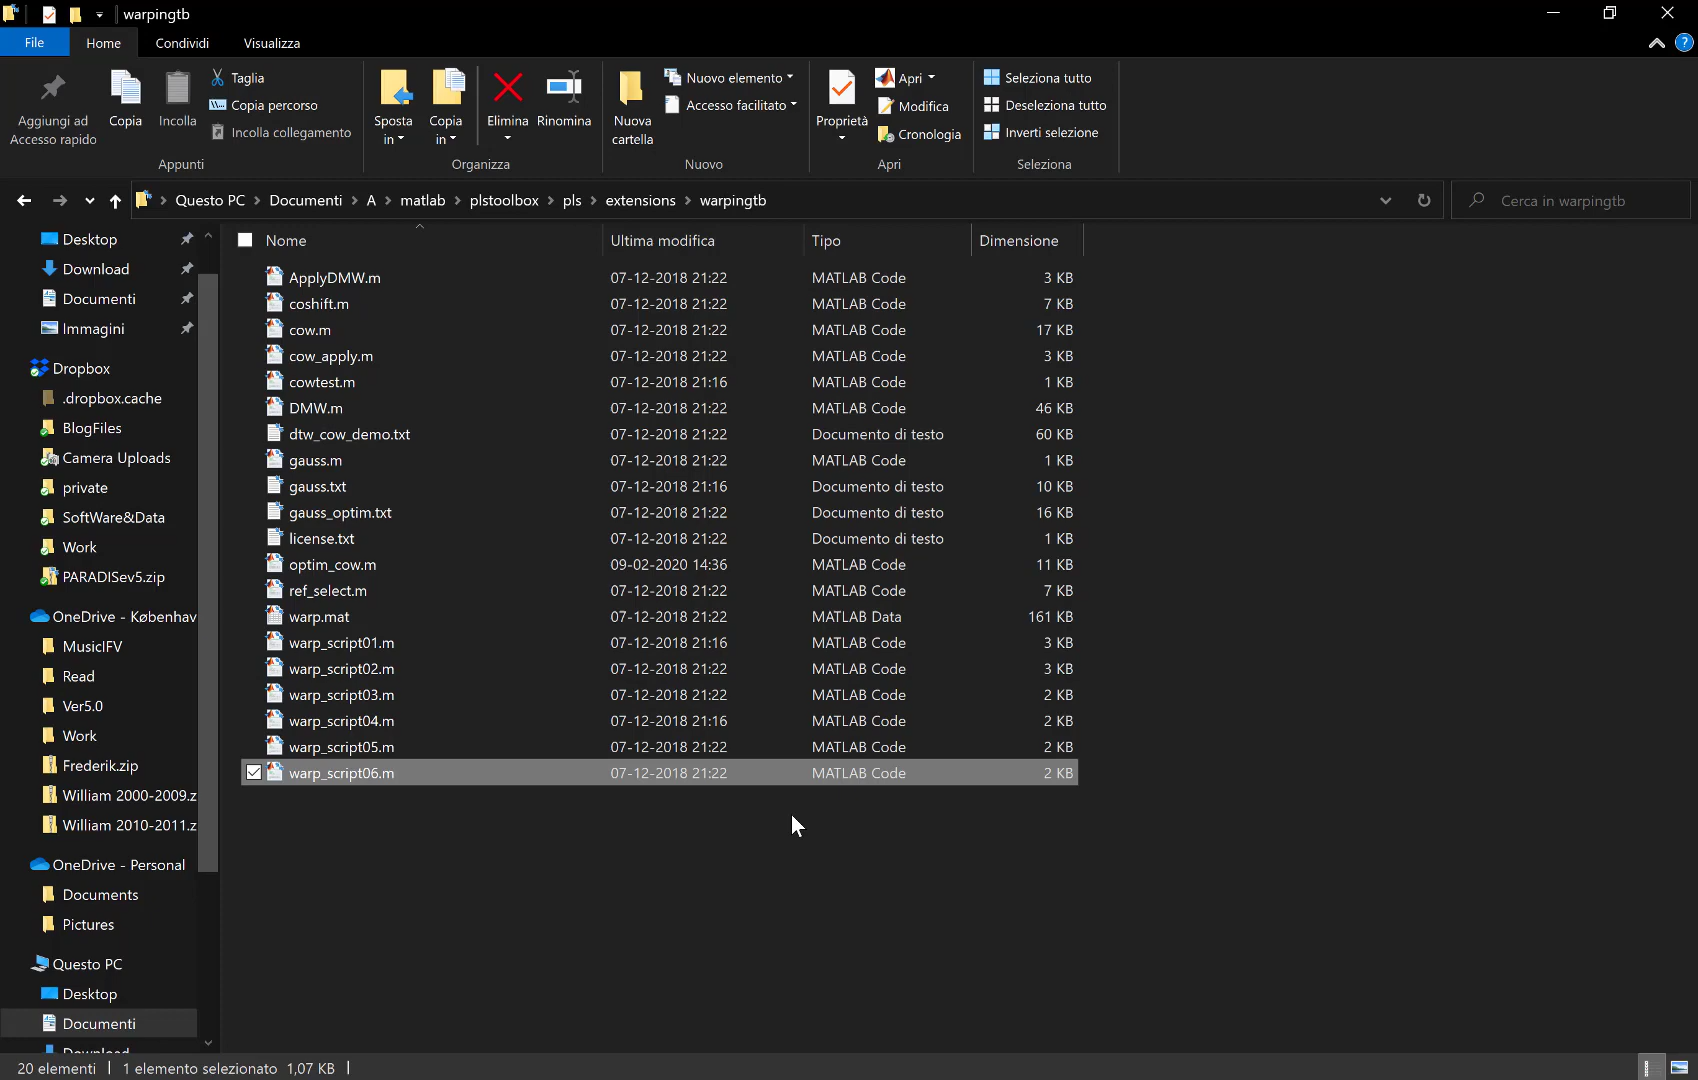 warpingtb
File Home Condividi Visualizza
Aggiungi ad
Accesso rapido
Copia
Incolla
Taglia
Copia percorso
Incolla collegamento
Appunti
Sposta
in
Copia
in
Elimina
Rinomina
Organizza
Nuova
cartella
Nuovo elemento
Accesso facilitato
Nuovo
Proprietà
Apri
Modifica
Cronologia
Apri
Seleziona tutto
Deseleziona tutto
Inverti selezione
Seleziona
Questo PC > Documenti > A > matlab > plstoolbox > pls > extensions > warpingtb
Cerca in warpingtb
Desktop
Download
Documenti
Immagini
Dropbox
.dropbox.cache
BlogFiles
Camera Uploads
private
SoftWare&Data
Work
PARADISev5.zip
OneDrive - Københav
MusicIFV
Read
Ver5.0
Work
Frederik.zip
William 2000-2009.z
William 2010-2011.z
OneDrive - Personal
Documents
Pictures
Questo PC
Desktop
Documenti
Download
Nome Ultima modifica Tipo Dimensione
ApplyDMW.m 07-12-2018 21:22 MATLAB Code 3 KB
coshift.m 07-12-2018 21:22 MATLAB Code 7 KB
cow.m 07-12-2018 21:22 MATLAB Code 17 KB
cow_apply.m 07-12-2018 21:22 MATLAB Code 3 KB
cowtest.m 07-12-2018 21:16 MATLAB Code 1 KB
DMW.m 07-12-2018 21:22 MATLAB Code 46 KB
dtw_cow_demo.txt 07-12-2018 21:22 Documento di testo 60 KB
gauss.m 07-12-2018 21:22 MATLAB Code 1 KB
gauss.txt 07-12-2018 21:16 Documento di testo 10 KB
gauss_optim.txt 07-12-2018 21:22 Documento di testo 16 KB
license.txt 07-12-2018 21:22 Documento di testo 1 KB
optim_cow.m 09-02-2020 14:36 MATLAB Code 11 KB
ref_select.m 07-12-2018 21:22 MATLAB Code 7 KB
warp.mat 07-12-2018 21:22 MATLAB Data 161 KB
warp_script01.m 07-12-2018 21:16 MATLAB Code 3 KB
warp_script02.m 07-12-2018 21:22 MATLAB Code 3 KB
warp_script03.m 07-12-2018 21:22 MATLAB Code 2 KB
warp_script04.m 07-12-2018 21:16 MATLAB Code 2 KB
warp_script05.m 07-12-2018 21:22 MATLAB Code 2 KB
warp_script06.m 07-12-2018 21:22 MATLAB Code 2 KB
20 elementi 1 elemento selezionato 1,07 KB